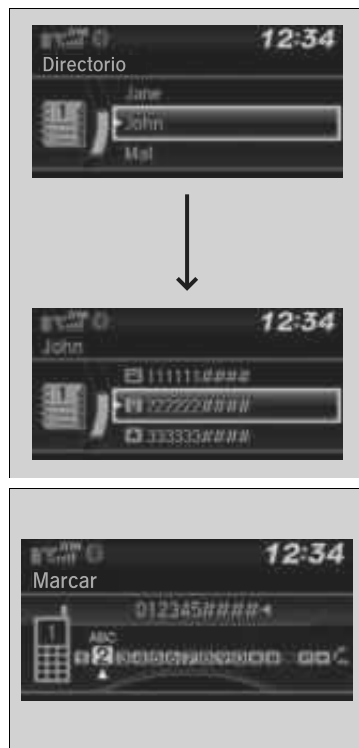 12:34
Directorio
Jane
John
Mal
12:34
John
111111####
222222####
333333####
12:34
Marcar
012345####
ABC
2